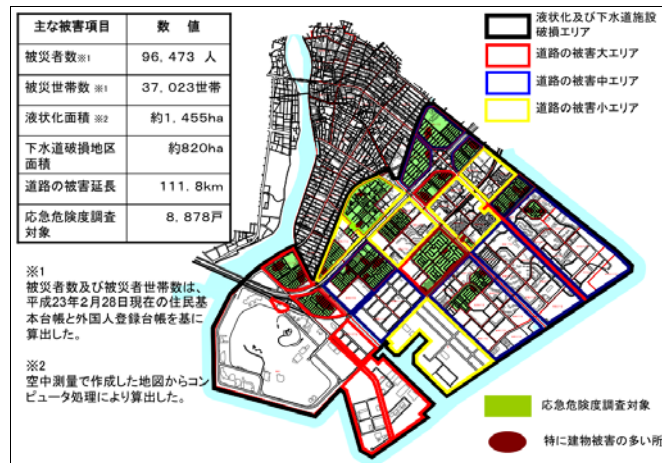 主な被害項目 数 値
被災者数※1 96,473 人
被災世帯数 ※1 37,023世帯
液状化面積 ※2 約1,455ha
下水道破損地区
面積 約820ha
道路の被害延長 111.8km
応急危険度調査
対象 8,878戸
※1
被災者数及び被災者世帯数は、
平成23年2月28日現在の住民基
本台帳と外国人登録台帳を基に
算出した。
※2
空中測量で作成した地図からコン
ピュータ処理により算出した。
液状化及び下水道施設
破損エリア
道路の被害大エリア
道路の被害中エリア
道路の被害小エリア
応急危険度調査対象
特に建物被害の多い所